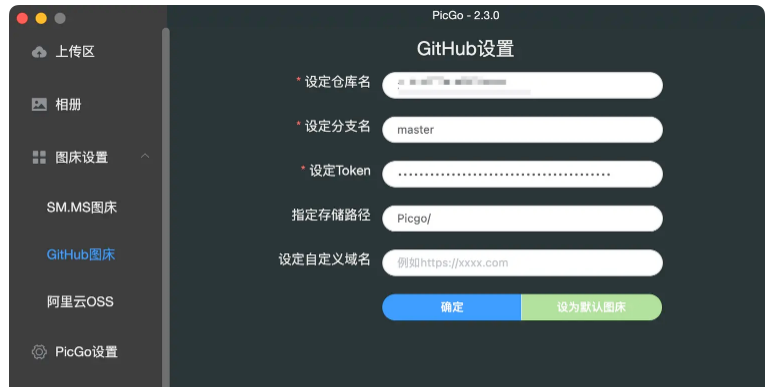 PicGo - 2.3.0
上传区
相册
图床设置
SM.MS图床
GitHub图床
阿里云OSS
PicGo设置
GitHub设置
* 设定仓库名
* 设定分支名
master
* 设定Token
指定存储路径
Picgo/
设定自定义域名
例如https://xxxx.com
确定
设为默认图床